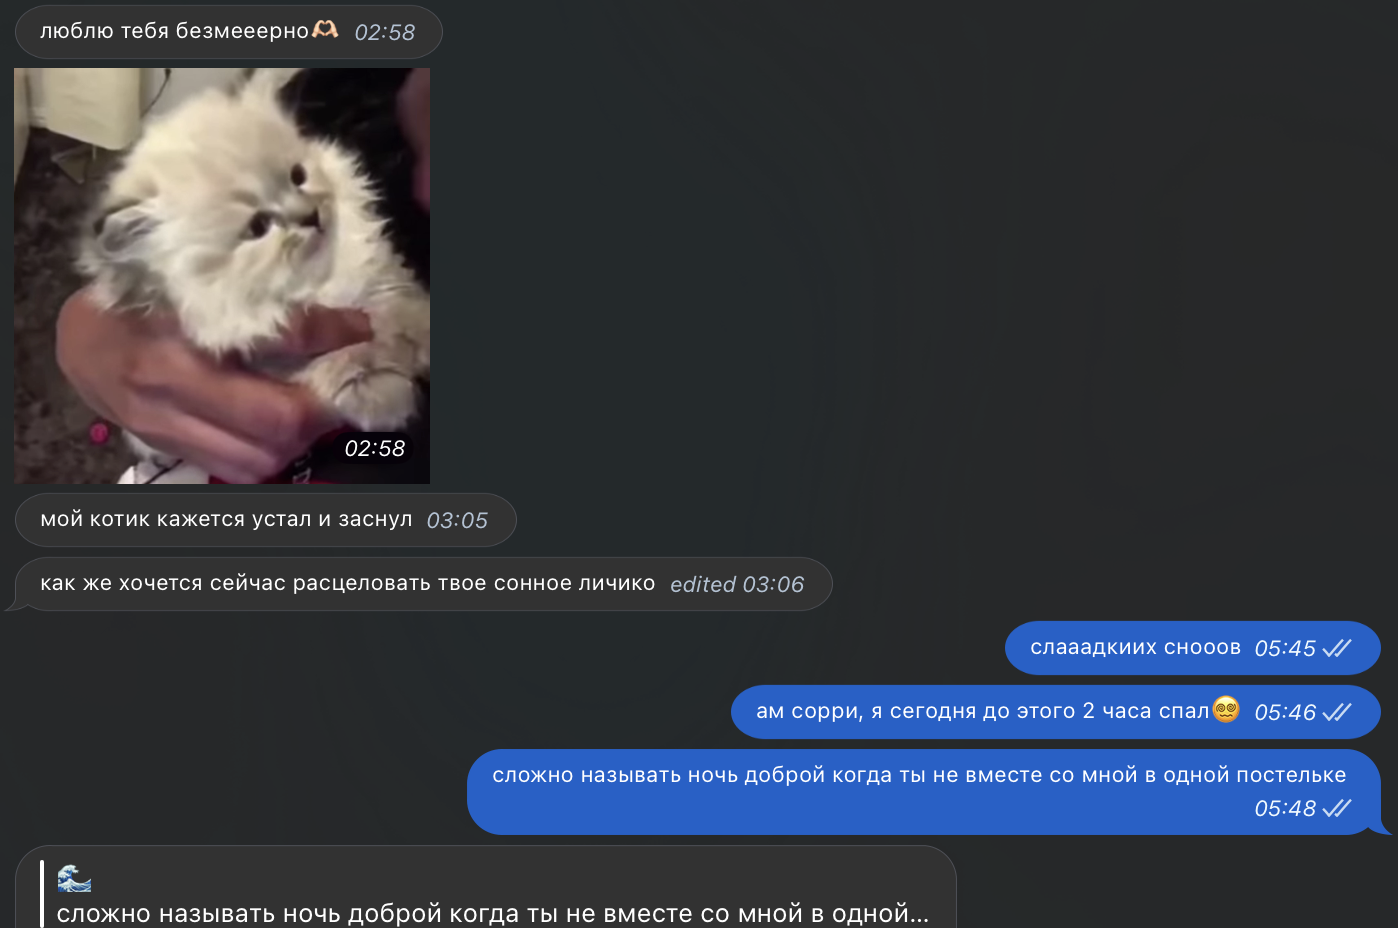 люблю тебя безмееерно🫶🏻 02:58
02:58
мой котик кажется устал и заснул 03:05
как же хочется сейчас расцеловать твое сонное личико edited 03:06
слааадкиих снооов 05:45
ам сорри, я сегодня до этого 2 часа спал😵‍💫 05:46
сложно называть ночь доброй когда ты не вместе со мной в одной постельке
05:48
🌊
сложно называть ночь доброй когда ты не вместе со мной в одной...